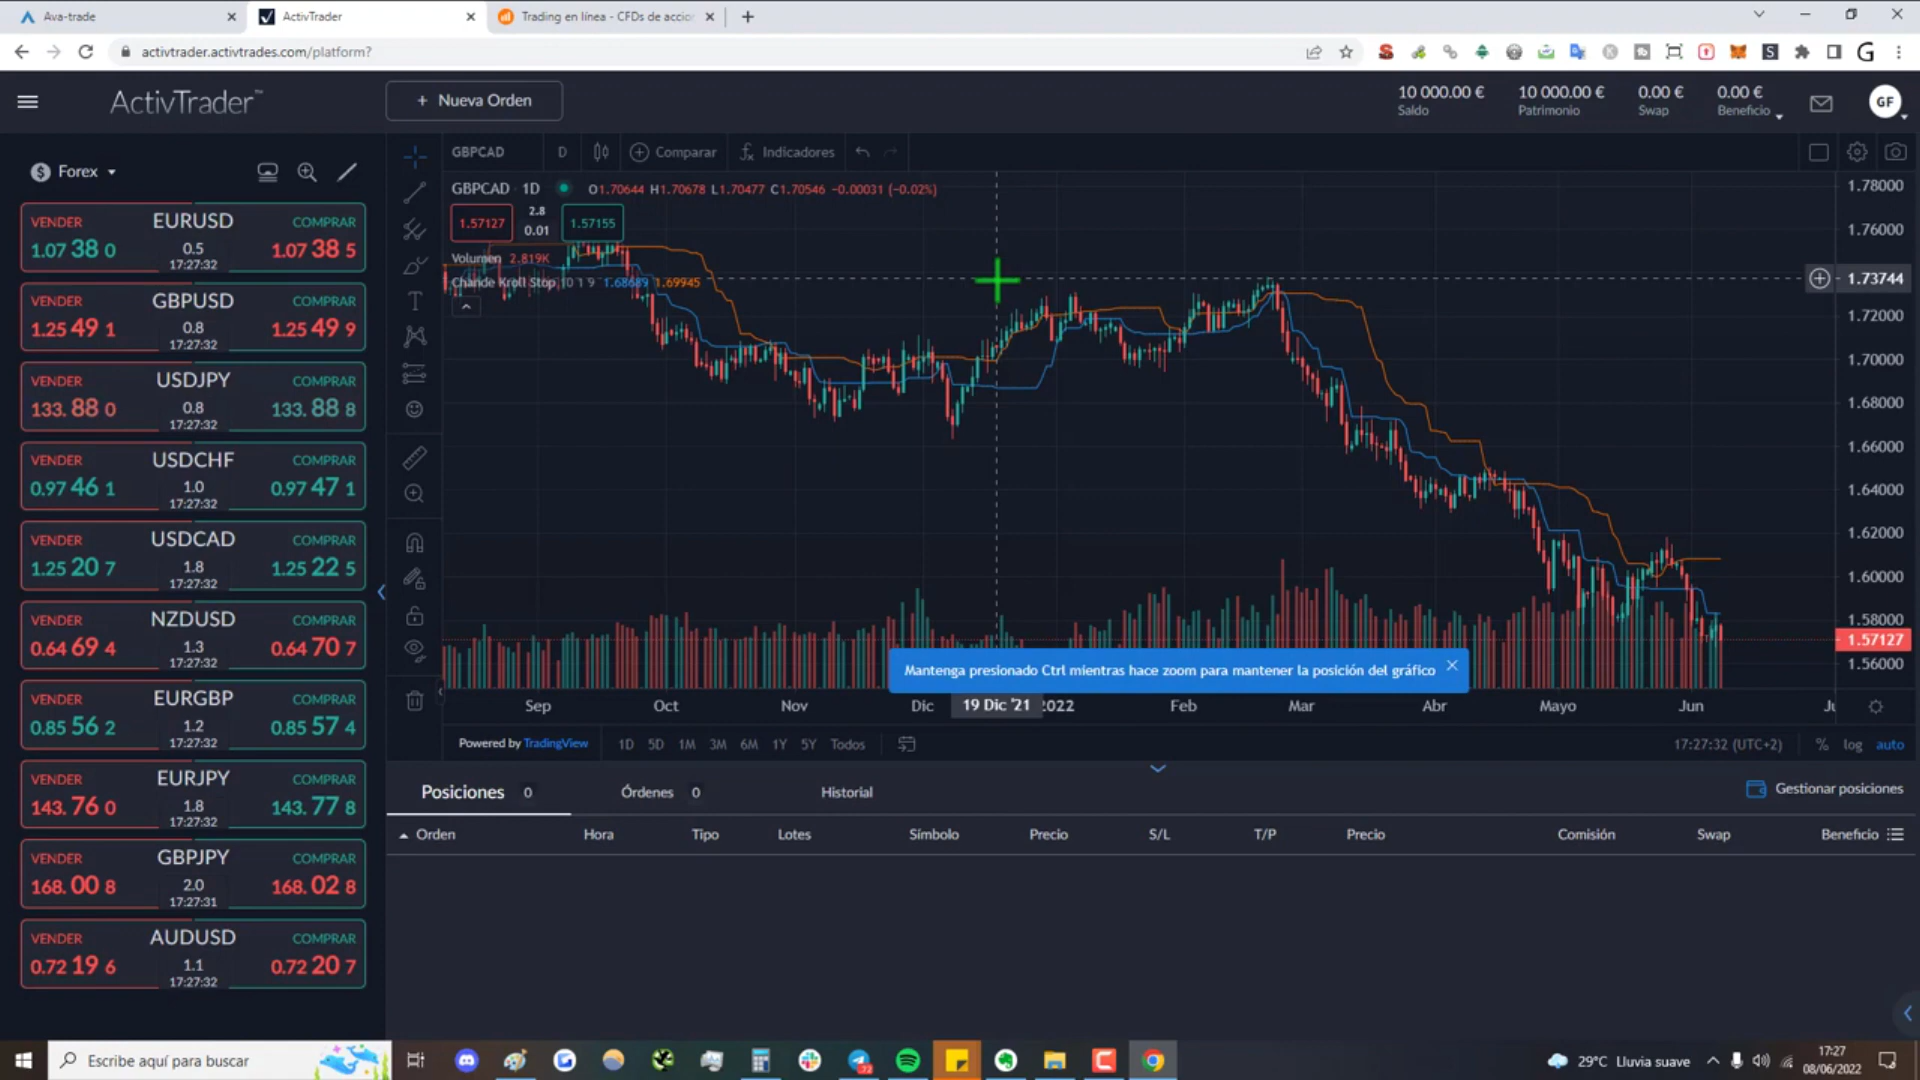 Ava-trade
ActivTrader
Trading en línea - CFDs de accio
activtrader.activtrades.com/platform?
ActivTrader™
+ Nueva Orden
10 000.00 € 10 000.00 € 0.00 € 0.00 €
Saldo Patrimonio Swap Beneficio
GF
Forex
GBPCAD D Comparar Indicadores
GBPCAD 1D O1.70644 H1.70678 L1.70477 C1.70546 −0.00031 (−0.02%)
1.57127 2.8 0.01 1.57155
Volumen 2.819K
Chande Kroll Stop 10 1 9 1.68689 1.69945
VENDER EURUSD COMPRAR
1.07 38 0 0.5 1.07 38 5
17:27:32
VENDER GBPUSD COMPRAR
1.25 49 1 0.8 1.25 49 9
17:27:32
VENDER USDJPY COMPRAR
133. 88 0 0.8 133. 88 8
17:27:32
VENDER USDCHF COMPRAR
0.97 46 1 1.0 0.97 47 1
17:27:32
VENDER USDCAD COMPRAR
1.25 20 7 1.8 1.25 22 5
17:27:32
VENDER NZDUSD COMPRAR
0.64 69 4 1.3 0.64 70 7
17:27:32
VENDER EURGBP COMPRAR
0.85 56 2 1.2 0.85 57 4
17:27:32
VENDER EURJPY COMPRAR
143. 76 0 1.8 143. 77 8
17:27:32
VENDER GBPJPY COMPRAR
168. 00 8 2.0 168. 02 8
17:27:31
VENDER AUDUSD COMPRAR
0.72 19 6 1.1 0.72 20 7
17:27:32
1.78000
1.76000
1.73744
1.72000
1.70000
1.68000
1.66000
1.64000
1.62000
1.60000
1.58000
1.57127
1.56000
Mantenga presionado Ctrl mientras hace zoom para mantener la posición del gráfico
Sep Oct Nov Dic 19 Dic '21 2022 Feb Mar Abr Mayo Jun
Powered by TradingView 1D 5D 1M 3M 6M 1Y 5Y Todos 17:27:32 (UTC+2) % log auto
Posiciones 0 Órdenes 0 Historial Gestionar posiciones
Orden Hora Tipo Lotes Símbolo Precio S/L T/P Precio Comisión Swap Beneficio
Escribe aquí para buscar
29°C Lluvia suave
17:27
08/06/2022